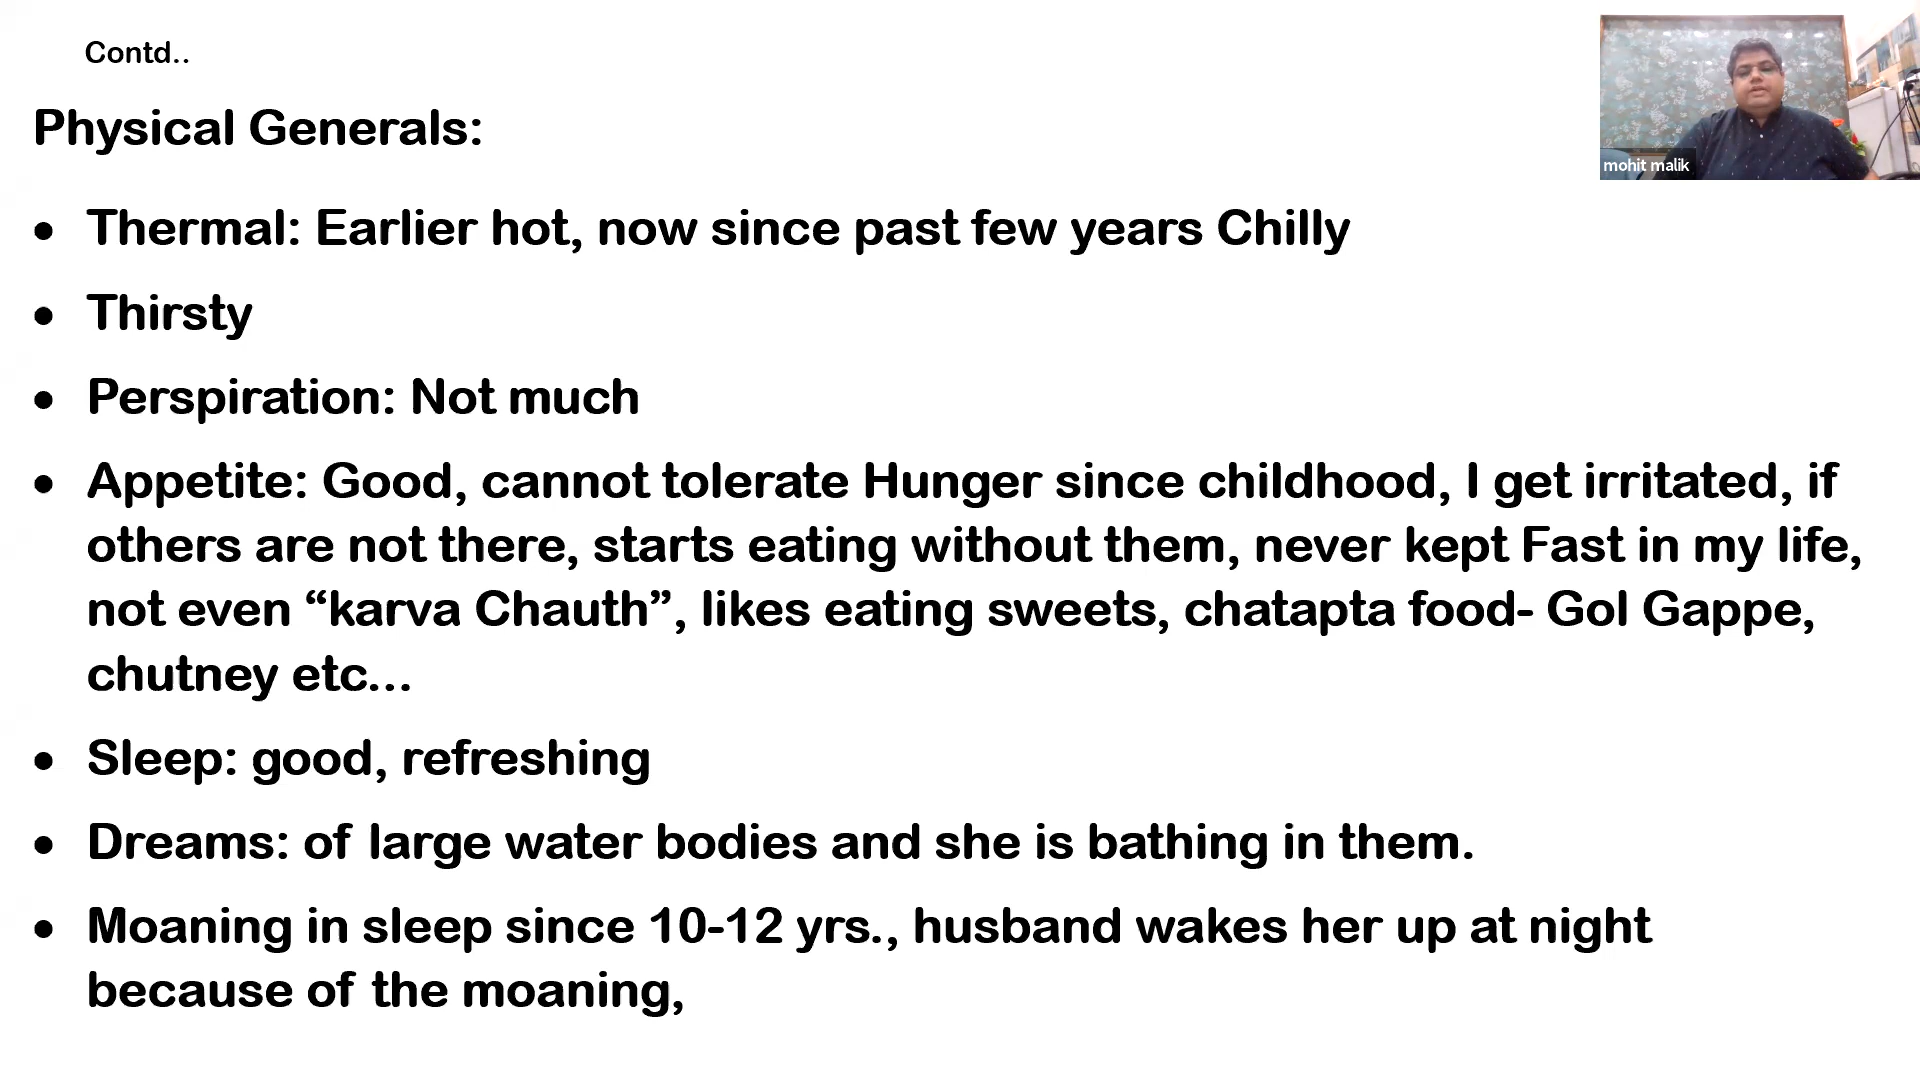 Contd..
mohit malik
Physical Generals:
• Thermal: Earlier hot, now since past few years Chilly
• Thirsty
• Perspiration: Not much
• Appetite: Good, cannot tolerate Hunger since childhood, I get irritated, if
others are not there, starts eating without them, never kept Fast in my life,
not even “karva Chauth”, likes eating sweets, chatapta food- Gol Gappe,
chutney etc...
• Sleep: good, refreshing
• Dreams: of large water bodies and she is bathing in them.
• Moaning in sleep since 10-12 yrs., husband wakes her up at night
because of the moaning,